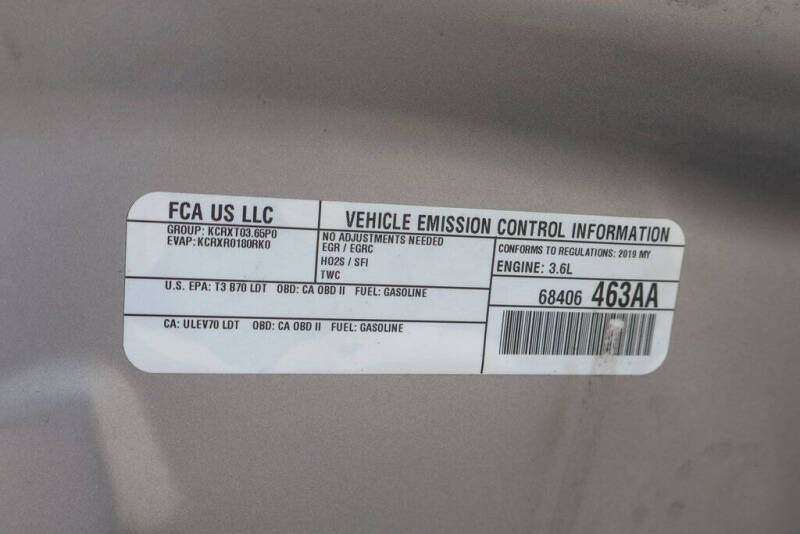 FCA US LLC
GROUP: KCRXT03.65P0
EVAP: KCRXR0180RK0
VEHICLE EMISSION CONTROL INFORMATION
NO ADJUSTMENTS NEEDED
EGR / EGRC
HO2S / SFI
TWC
CONFORMS TO REGULATIONS: 2019 MY
ENGINE: 3.6L
U.S. EPA: T3 B70 LDT OBD: CA OBD II FUEL: GASOLINE
68406 463AA
CA: ULEV70 LDT OBD: CA OBD II FUEL: GASOLINE